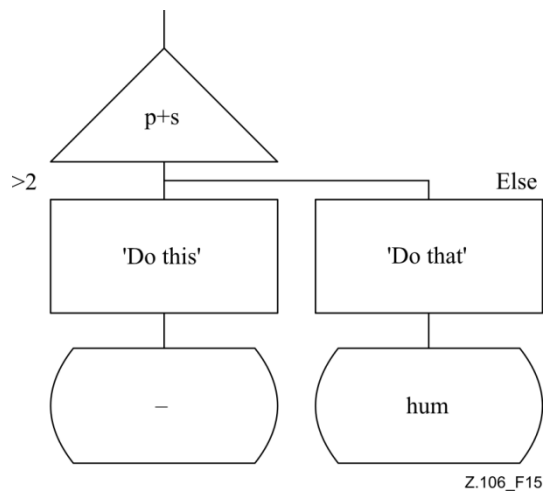 p+s
>2
Else
'Do this'
'Do that'
–
hum
Z.106_F15